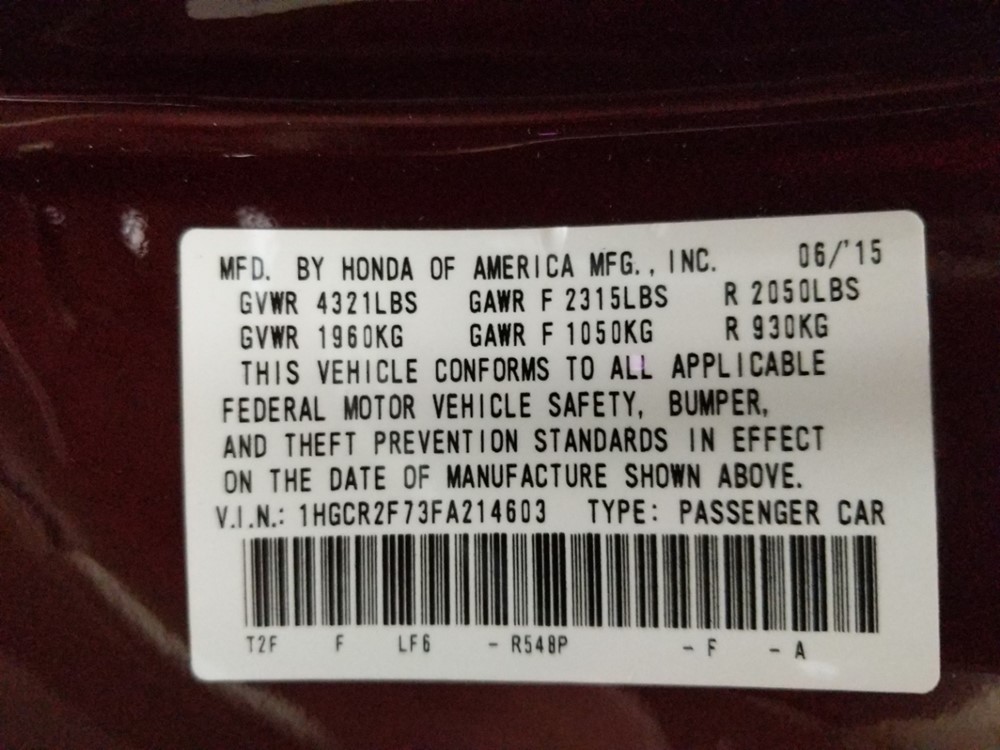 MFD. BY HONDA OF AMERICA MFG., INC. 06/'15
GVWR 4321LBS GAWR F 2315LBS R 2050LBS
GVWR 1960KG GAWR F 1050KG R 930KG
THIS VEHICLE CONFORMS TO ALL APPLICABLE
FEDERAL MOTOR VEHICLE SAFETY, BUMPER,
AND THEFT PREVENTION STANDARDS IN EFFECT
ON THE DATE OF MANUFACTURE SHOWN ABOVE.
V.I.N.: 1HGCR2F73FA214603 TYPE: PASSENGER CAR
T2F F LF6 - R548P - F - A